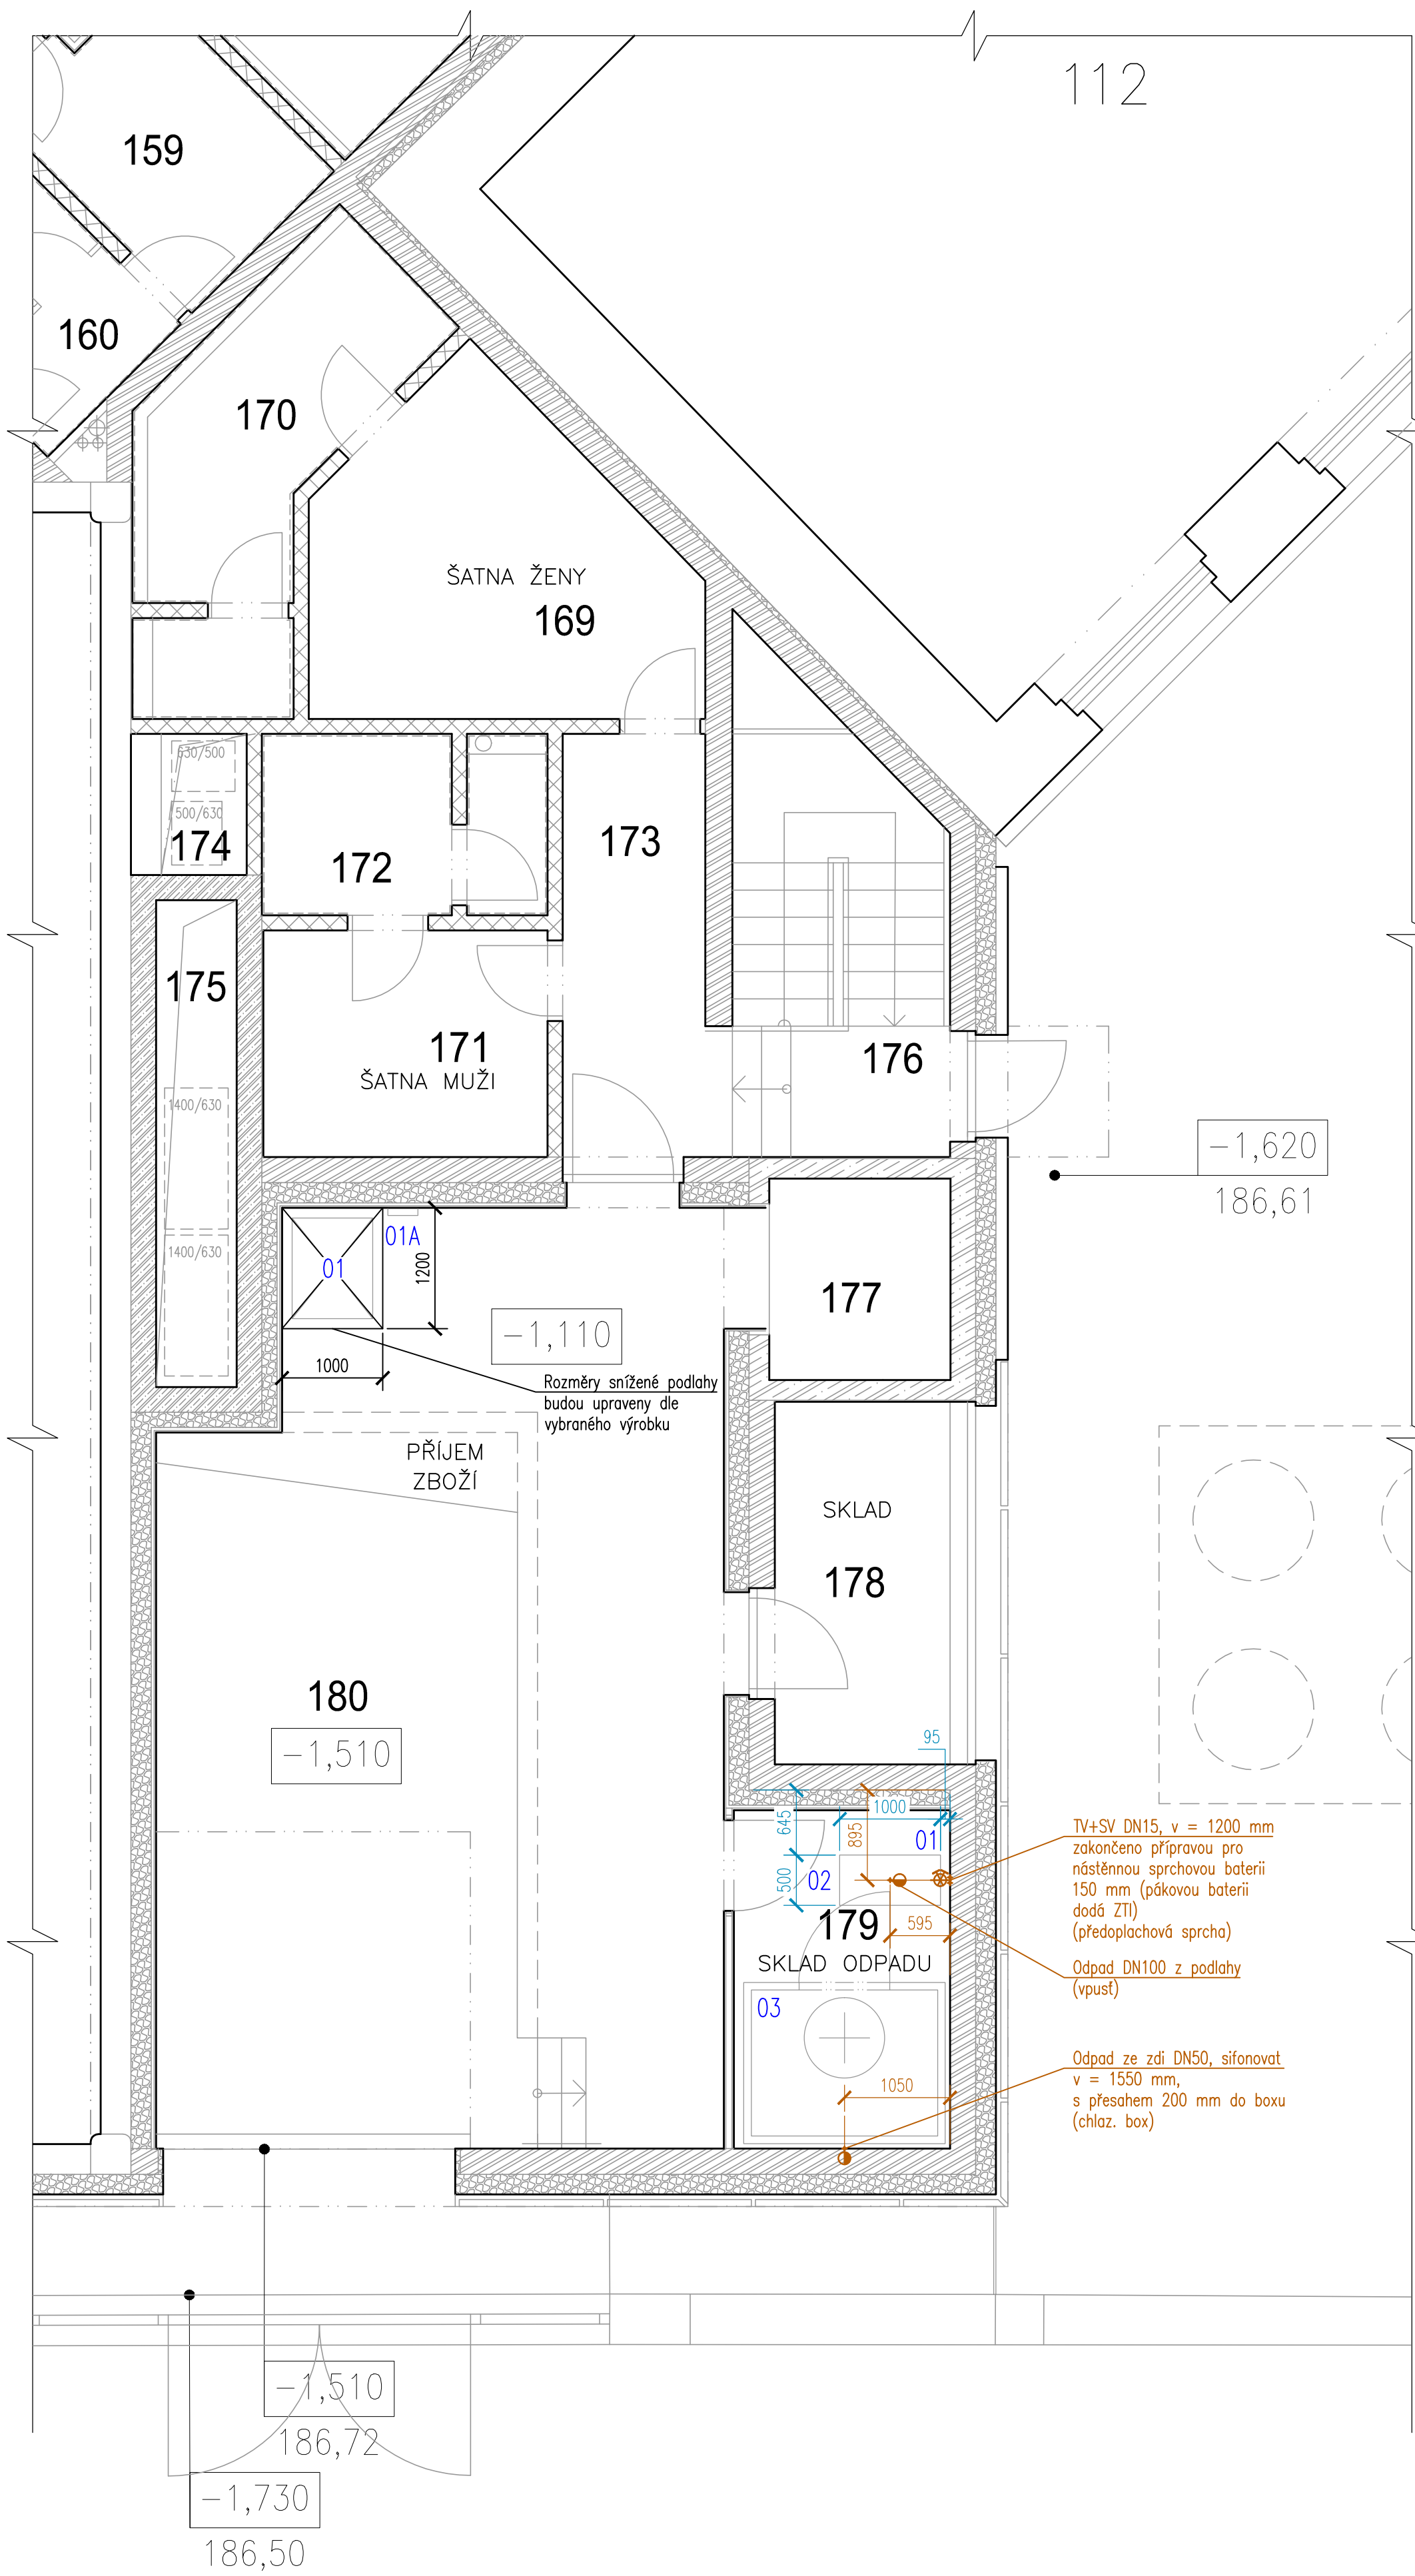 112
159
160
170
ŠATNA ŽENY
169
630/500
500/630
174
172
173
175
171
ŠATNA MUŽI
176
1400/630
1400/630
-1,620
186,61
01
01A
1200
1000
177
-1,110
Rozměry snížené podlahy
budou upraveny dle
vybraného výrobku
PŘÍJEM
ZBOŽÍ
SKLAD
178
180
-1,510
95
1000
645
895
01
500
02
179
595
SKLAD ODPADU
03
1050
TV+SV DN15, v = 1200 mm
zakončeno přípravou pro
nástěnnou sprchovou baterii
150 mm (pákovou baterii
dodá ZTI)
(předoplachová sprcha)
Odpad DN100 z podlahy
(vpusť)
Odpad ze zdi DN50, sifonovat
v = 1550 mm,
s přesahem 200 mm do boxu
(chlaz. box)
-1,510
186,72
-1,730
186,50